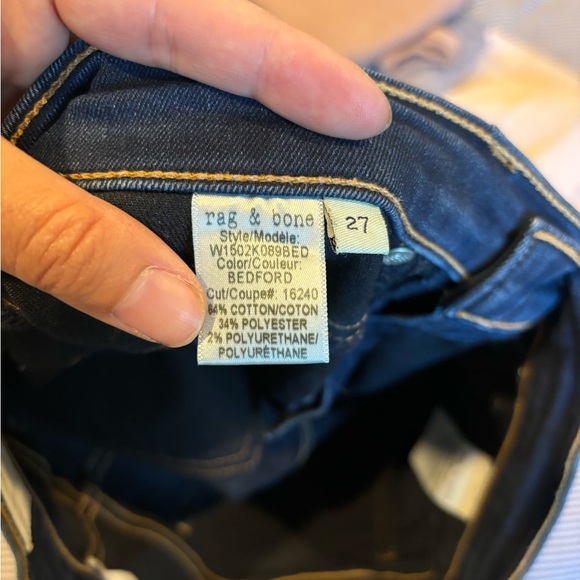 rag & bone
27
Style/Modèle:
W1502K089BED
Color/Couleur:
BEDFORD
Cut/Coupe#: 16240
64% COTTON/COTON
34% POLYESTER
2% POLYURETHANE/
POLYURÉTHANE